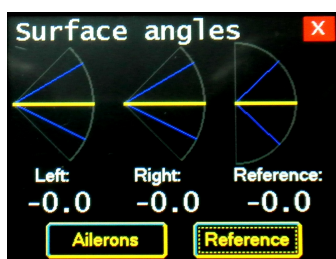 Surface angles X
Left: Right: Reference:
-0.0 -0.0 -0.0
Ailerons Reference